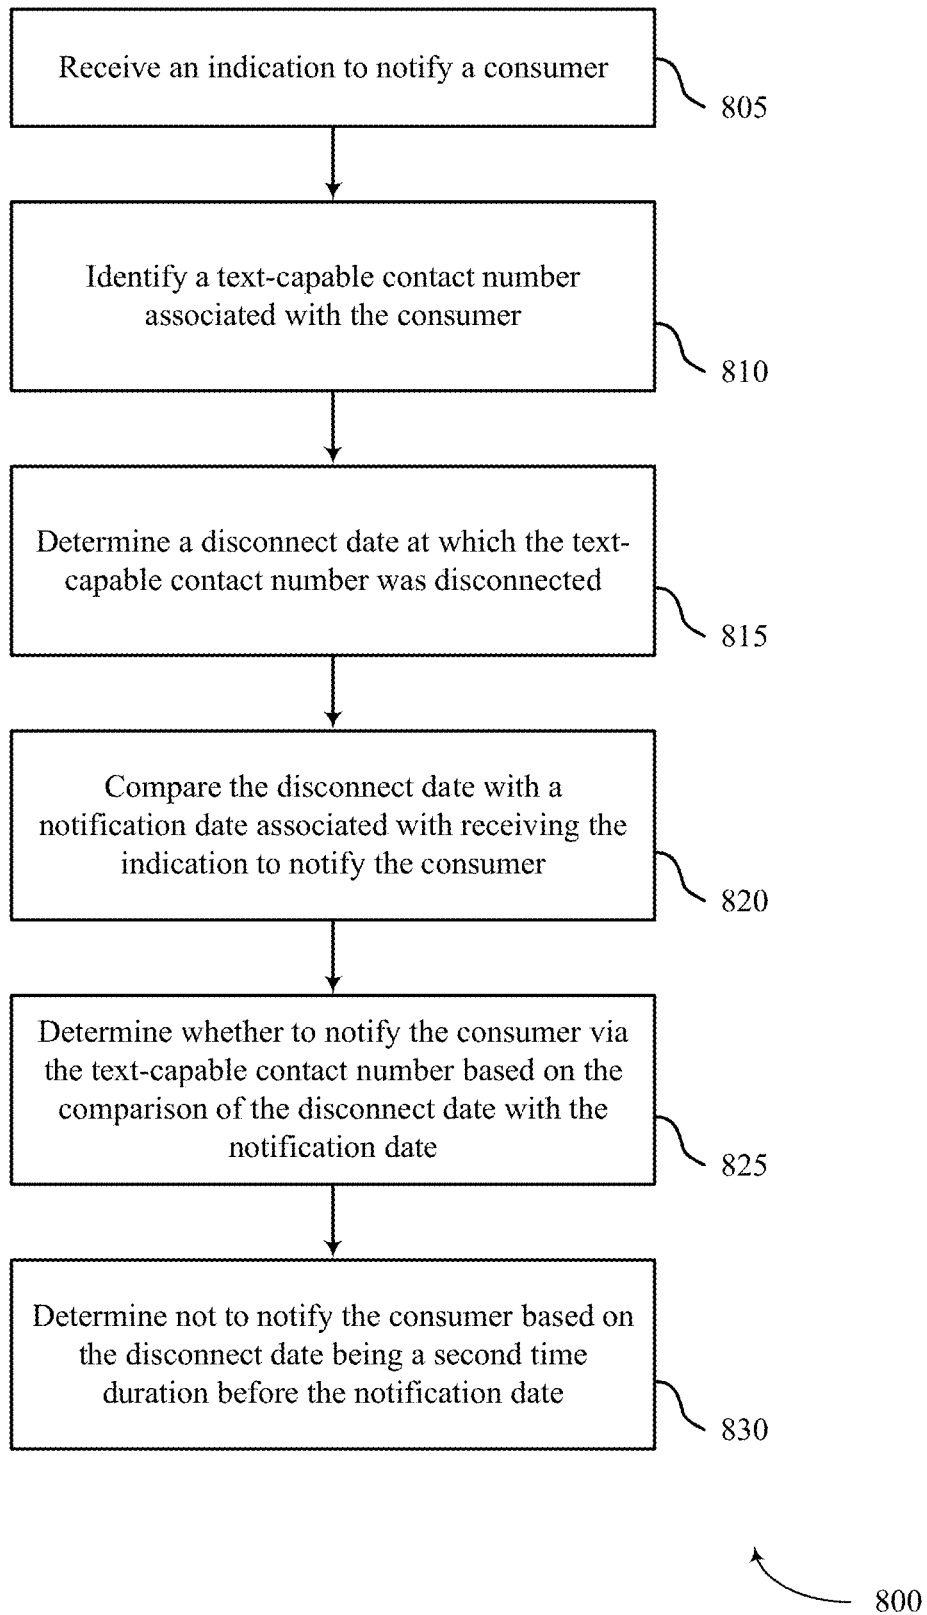 Receive an indication to notify a consumer
805
Identify a text-capable contact number
associated with the consumer
810
Determine a disconnect date at which the text-
capable contact number was disconnected
815
Compare the disconnect date with a
notification date associated with receiving the
indication to notify the consumer
820
Determine whether to notify the consumer via
the text-capable contact number based on the
comparison of the disconnect date with the
notification date
825
Determine not to notify the consumer based on
the disconnect date being a second time
duration before the notification date
830
800